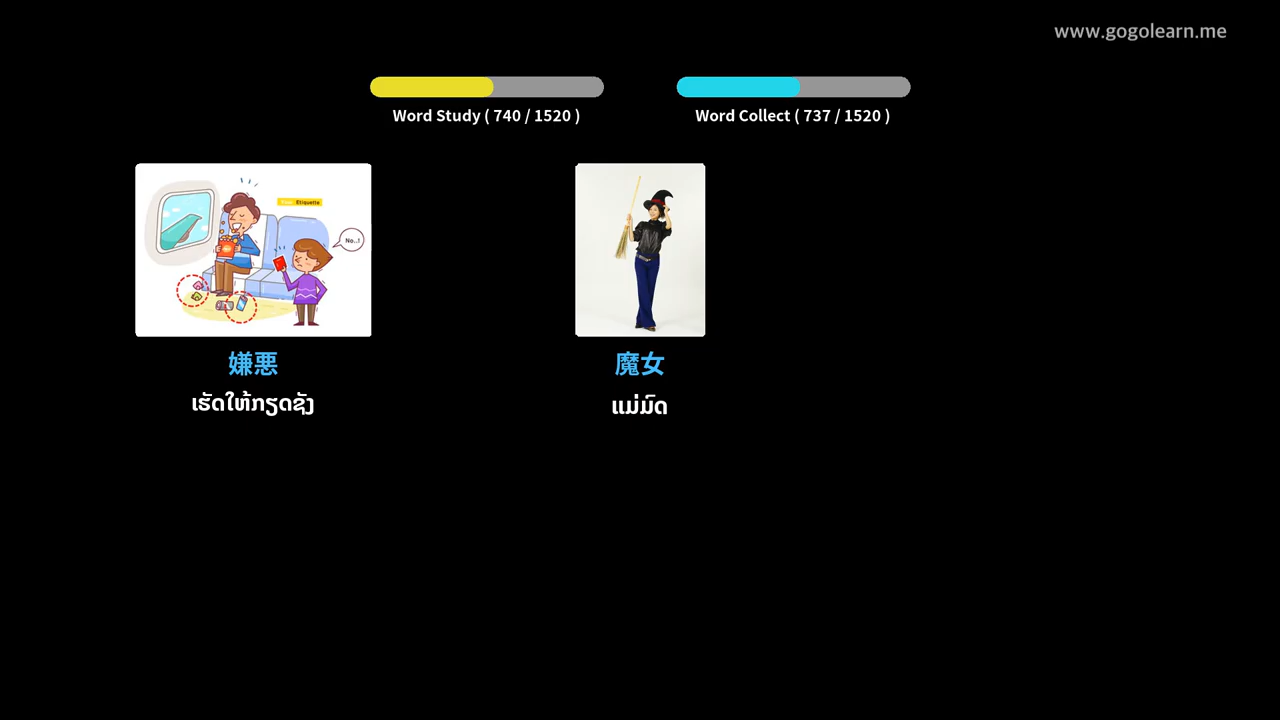 www.gogolearn.me
Word Study ( 740 / 1520 )
Word Collect ( 737 / 1520 )
Etiquette
No..!
嫌悪
ເຮັດໃຫ້ກຽດຊັງ
魔女
ແມ່ມົດ